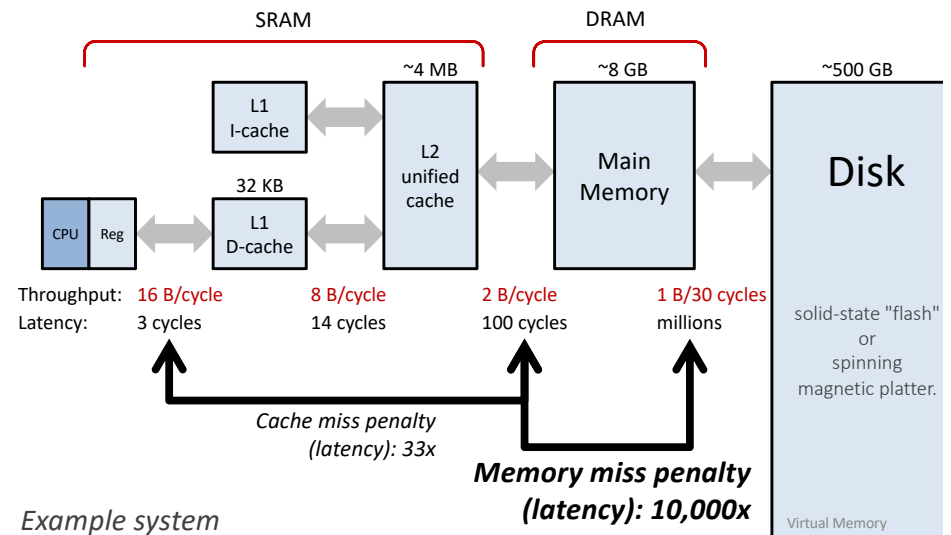 SRAM
DRAM
~4 MB
~8 GB
~500 GB
L1
I-cache
L2
unified
cache
Main
Memory
Disk
32 KB
CPU
Reg
L1
D-cache
Throughput: 16 B/cycle 8 B/cycle 2 B/cycle 1 B/30 cycles
Latency: 3 cycles 14 cycles 100 cycles millions
solid-state "flash"
or
spinning
magnetic platter.
Cache miss penalty
(latency): 33x
Memory miss penalty
(latency): 10,000x
Example system
Virtual Memory